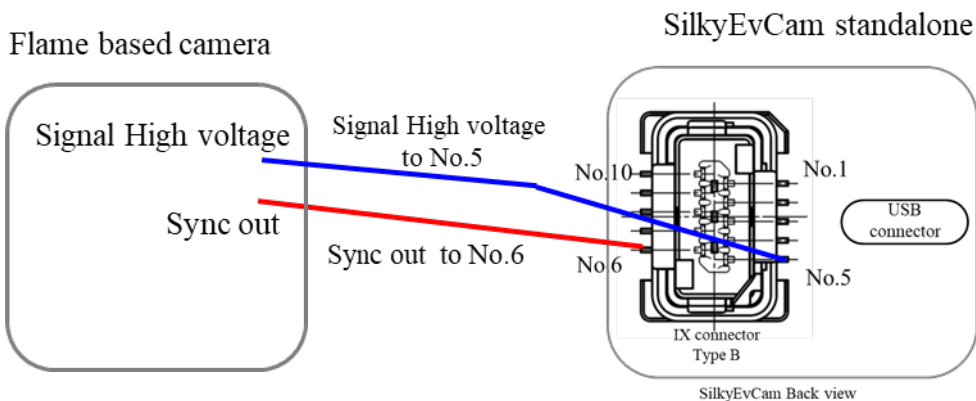 Flame based camera
SilkyEvCam standalone
Signal High voltage
Sync out
Signal High voltage
to No.5
Sync out to No.6
No.10
No.1
No.6
No.5
USB
connector
IX connector
Type B
SilkyEvCam Back view